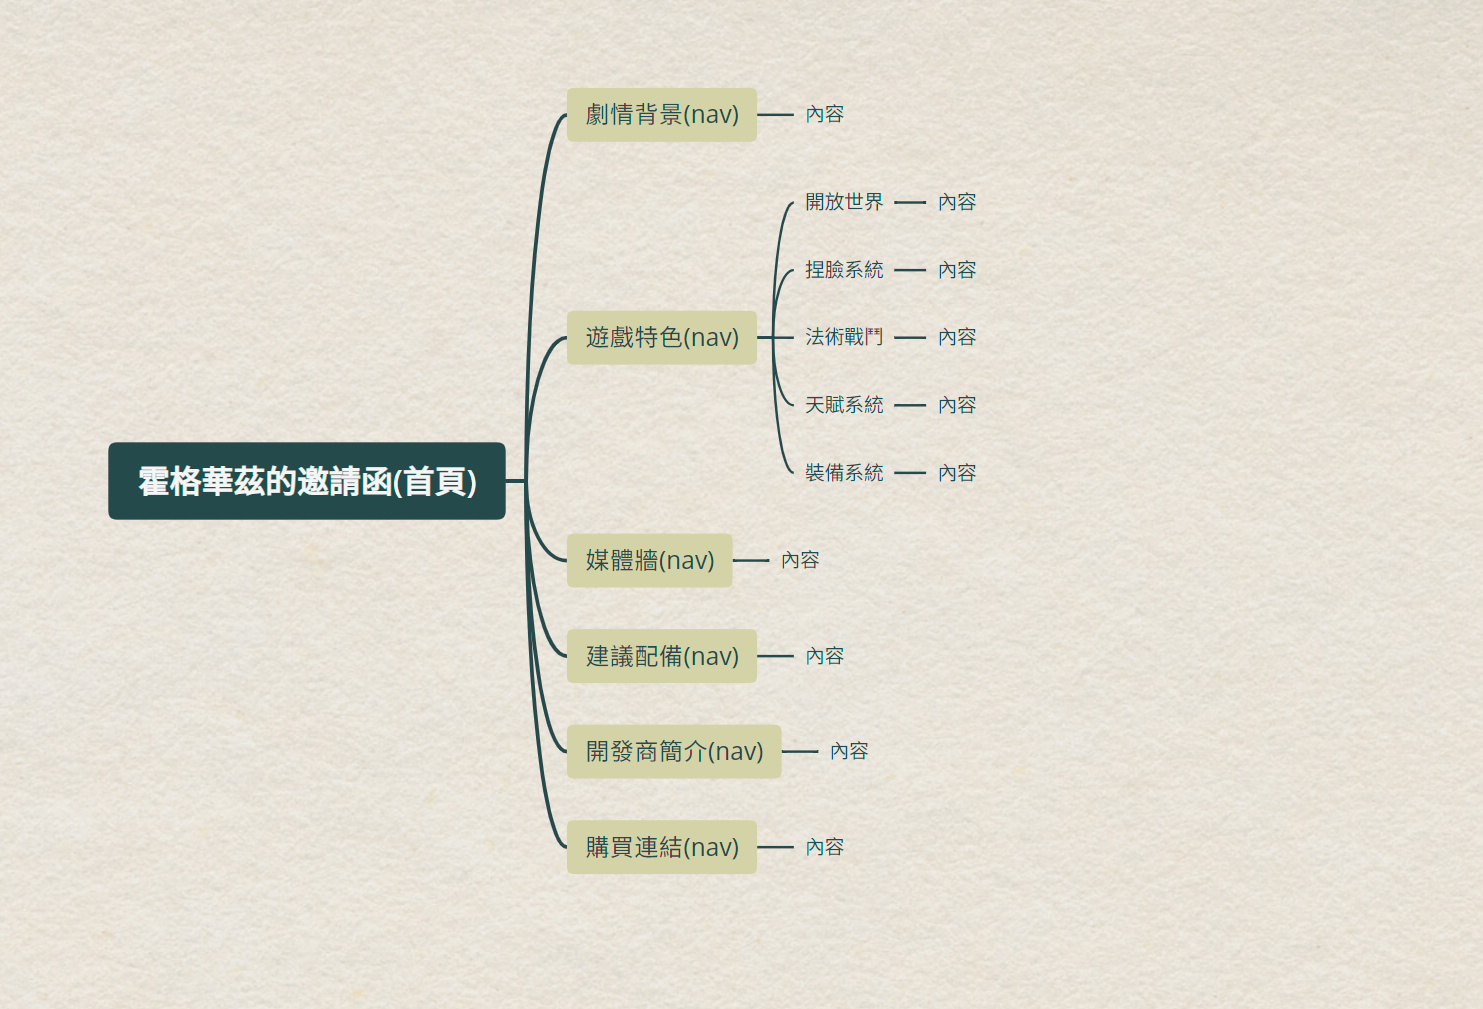 霍格華茲的邀請函(首頁)
劇情背景(nav)
內容
遊戲特色(nav)
開放世界
內容
捏臉系統
內容
法術戰鬥
內容
天賦系統
內容
裝備系統
內容
媒體牆(nav)
內容
建議配備(nav)
內容
開發商簡介(nav)
內容
購買連結(nav)
內容